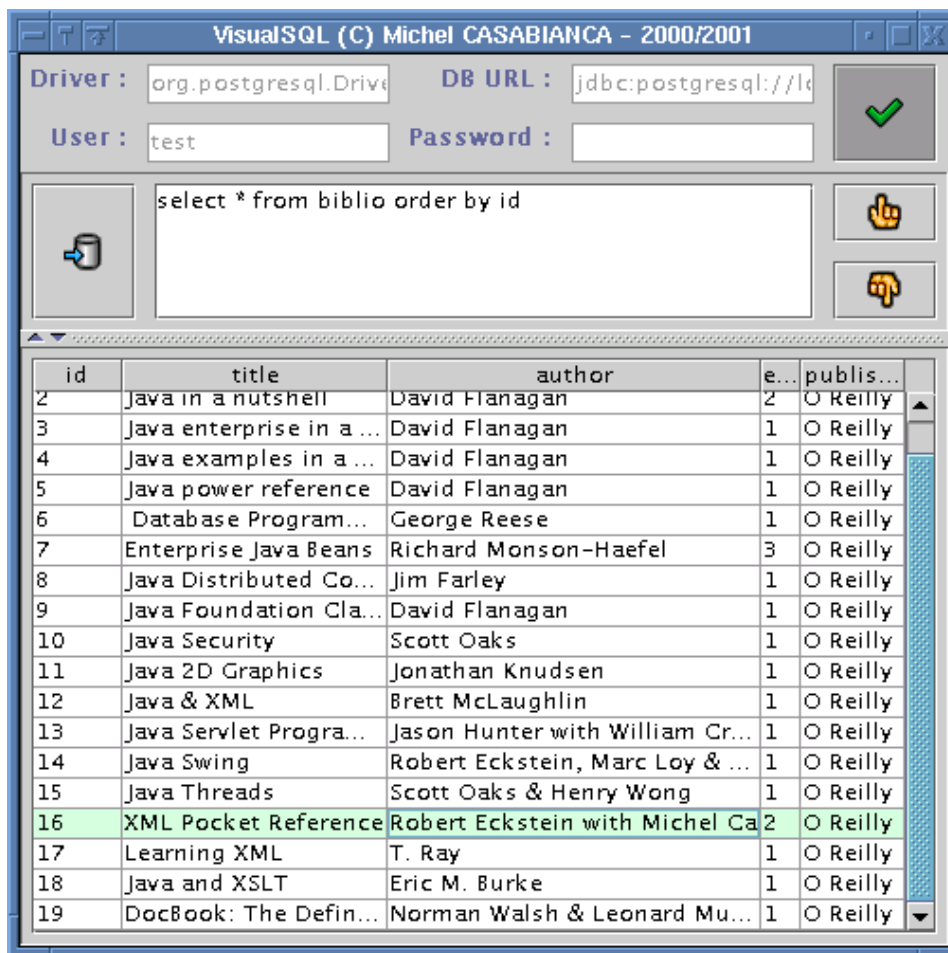 VisualSQL (C) Michel CASABIANCA - 2000/2001
Driver : org.postgresql.Drive DB URL : jdbc:postgresql://lo
User : test Password :
select * from biblio order by id
id title author e... publis...
2 Java in a nutshell David Flanagan 2 O Reilly
3 Java enterprise in a ... David Flanagan 1 O Reilly
4 Java examples in a ... David Flanagan 1 O Reilly
5 Java power reference David Flanagan 1 O Reilly
6 Database Program... George Reese 1 O Reilly
7 Enterprise Java Beans Richard Monson-Haefel 3 O Reilly
8 Java Distributed Co... Jim Farley 1 O Reilly
9 Java Foundation Cla... David Flanagan 1 O Reilly
10 Java Security Scott Oaks 1 O Reilly
11 Java 2D Graphics Jonathan Knudsen 1 O Reilly
12 Java & XML Brett McLaughlin 1 O Reilly
13 Java Servlet Progra... Jason Hunter with William Cr... 1 O Reilly
14 Java Swing Robert Eckstein, Marc Loy & ... 1 O Reilly
15 Java Threads Scott Oaks & Henry Wong 1 O Reilly
16 XML Pocket Reference Robert Eckstein with Michel Ca 2 O Reilly
17 Learning XML T. Ray 1 O Reilly
18 Java and XSLT Eric M. Burke 1 O Reilly
19 DocBook: The Defin... Norman Walsh & Leonard Mu... 1 O Reilly